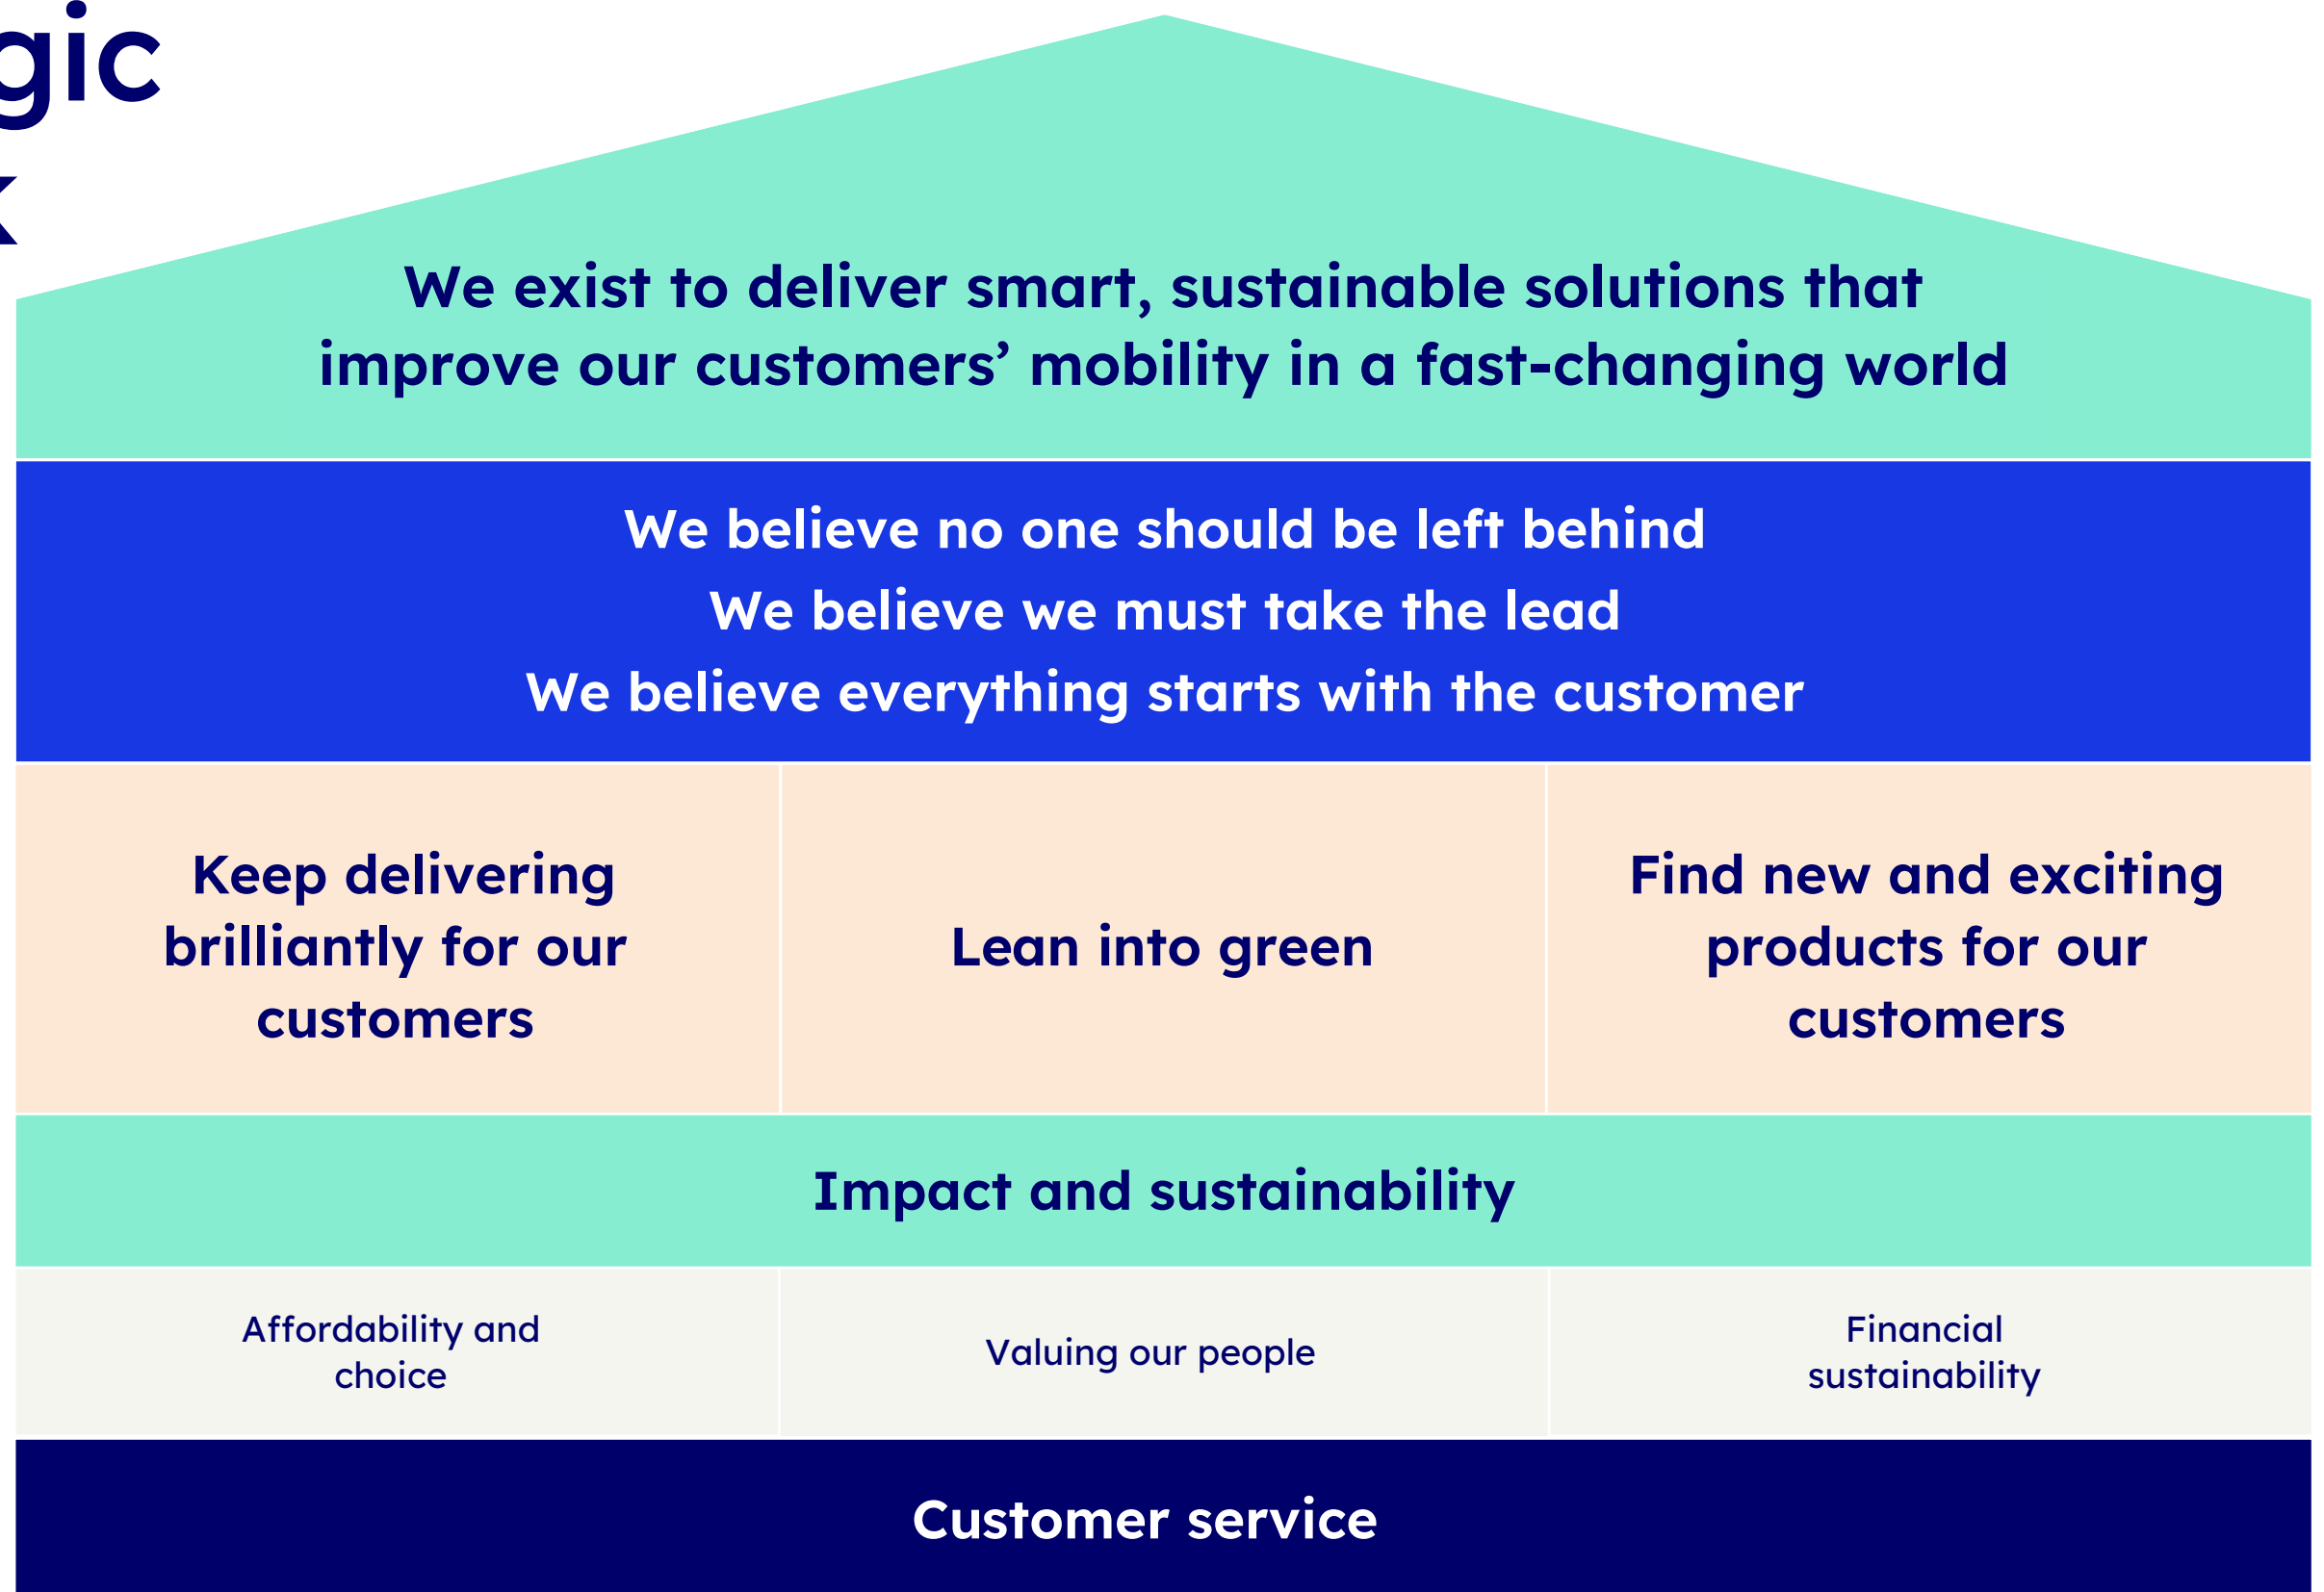 gic
k
We exist to deliver smart, sustainable solutions that
improve our customers’ mobility in a fast-changing world
We believe no one should be left behind
We believe we must take the lead
We believe everything starts with the customer
Keep delivering
brilliantly for our
customers
Lean into green
Find new and exciting
products for our
customers
Impact and sustainability
Affordability and
choice
Valuing our people
Financial
sustainability
Customer service